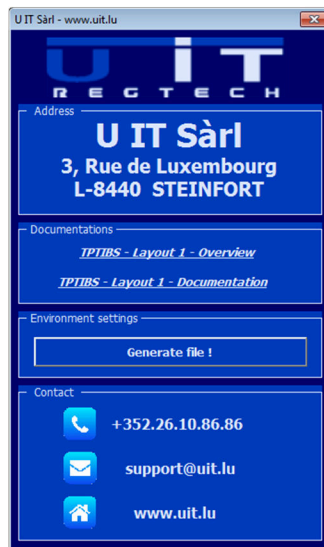 U IT Sàrl - www.uit.lu
U IT
REGTECH
Address
U IT Sàrl
3, Rue de Luxembourg
L-8440 STEINFORT
Documentations
TPTIBS - Layout 1 - Overview
TPTIBS - Layout 1 - Documentation
Environment settings
Generate file !
Contact
+352.26.10.86.86
support@uit.lu
www.uit.lu